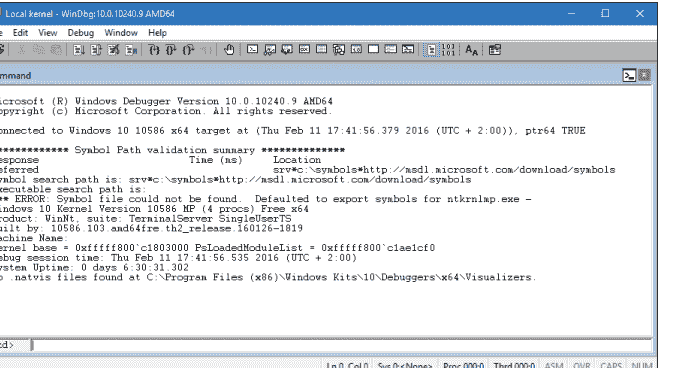 Local kernel - WinDbg:10.0.10240.9 AMD64
e Edit View Debug Window Help
ommand
icrosoft (R) Windows Debugger Version 10.0.10240.9 AMD64
opyright (c) Microsoft Corporation. All rights reserved.
onnected to Windows 10 10586 x64 target at (Thu Feb 11 17:41:56.379 2016 (UTC + 2:00)), ptr64 TRUE
************ Symbol Path validation summary **************
esponse Time (ms) Location
eferred srv*c:\symbols*http://msdl.microsoft.com/download/symbols
ymbol search path is: srv*c:\symbols*http://msdl.microsoft.com/download/symbols
xecutable search path is:
** ERROR: Symbol file could not be found. Defaulted to export symbols for ntkrnlmp.exe -
indows 10 Kernel Version 10586 MP (4 procs) Free x64
roduct: WinNt, suite: TerminalServer SingleUserTS
uilt by: 10586.103.amd64fre.th2_release.160126-1819
achine Name:
ernel base = 0xfffff800`c1803000 PsLoadedModuleList = 0xfffff800`c1ae1cf0
ebug session time: Thu Feb 11 17:41:56.535 2016 (UTC + 2:00)
ystem Uptime: 0 days 6:30:31.302
o .natvis files found at C:\Program Files (x86)\Windows Kits\10\Debuggers\x64\Visualizers.
kd>
Ln 0, Col 0 Sys 0:<None> Proc 000:0 Thrd 000:0 ASM OVR CAPS NUM